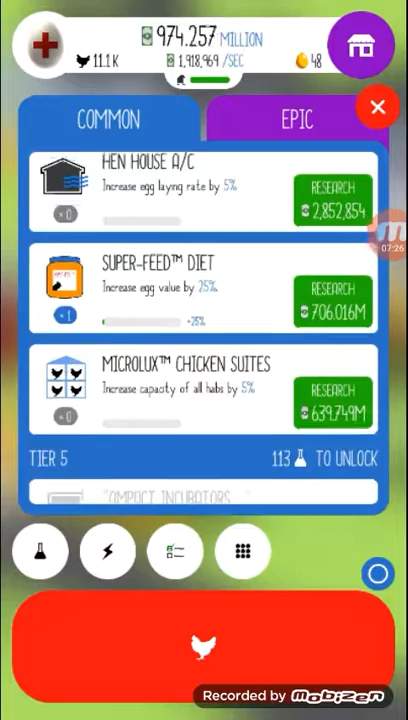 974.257 MILLION
11.1K
1,918,969 /SEC
48
COMMON
EPIC
HEN HOUSE A/C
Increase egg laying rate by 5%
RESEARCH
2,852,854
×0
07:26
SUPER-FEED™ DIET
Increase egg value by 25%
RESEARCH
706.016M
×1
+25%
MICROLUX™ CHICKEN SUITES
Increase capacity of all habs by 5%
RESEARCH
639.749M
×0
TIER 5
113 TO UNLOCK
COMPACT INCUBATORS
Recorded by MOBIZEN